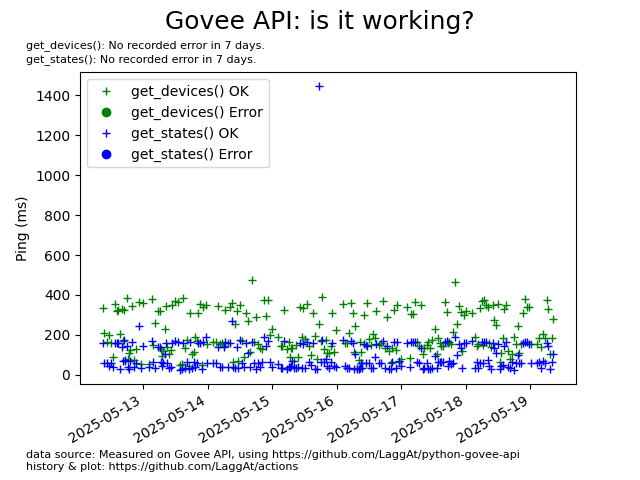 Govee API: is it working?
get_devices(): No recorded error in 7 days.
get_states(): No recorded error in 7 days.
get_devices() OK
get_devices() Error
get_states() OK
get_states() Error
Ping (ms)
1400
1200
1000
800
600
400
200
0
2025-05-13
2025-05-14
2025-05-15
2025-05-16
2025-05-17
2025-05-18
2025-05-19
data source: Measured on Govee API, using https://github.com/LaggAt/python-govee-api
history & plot: https://github.com/LaggAt/actions